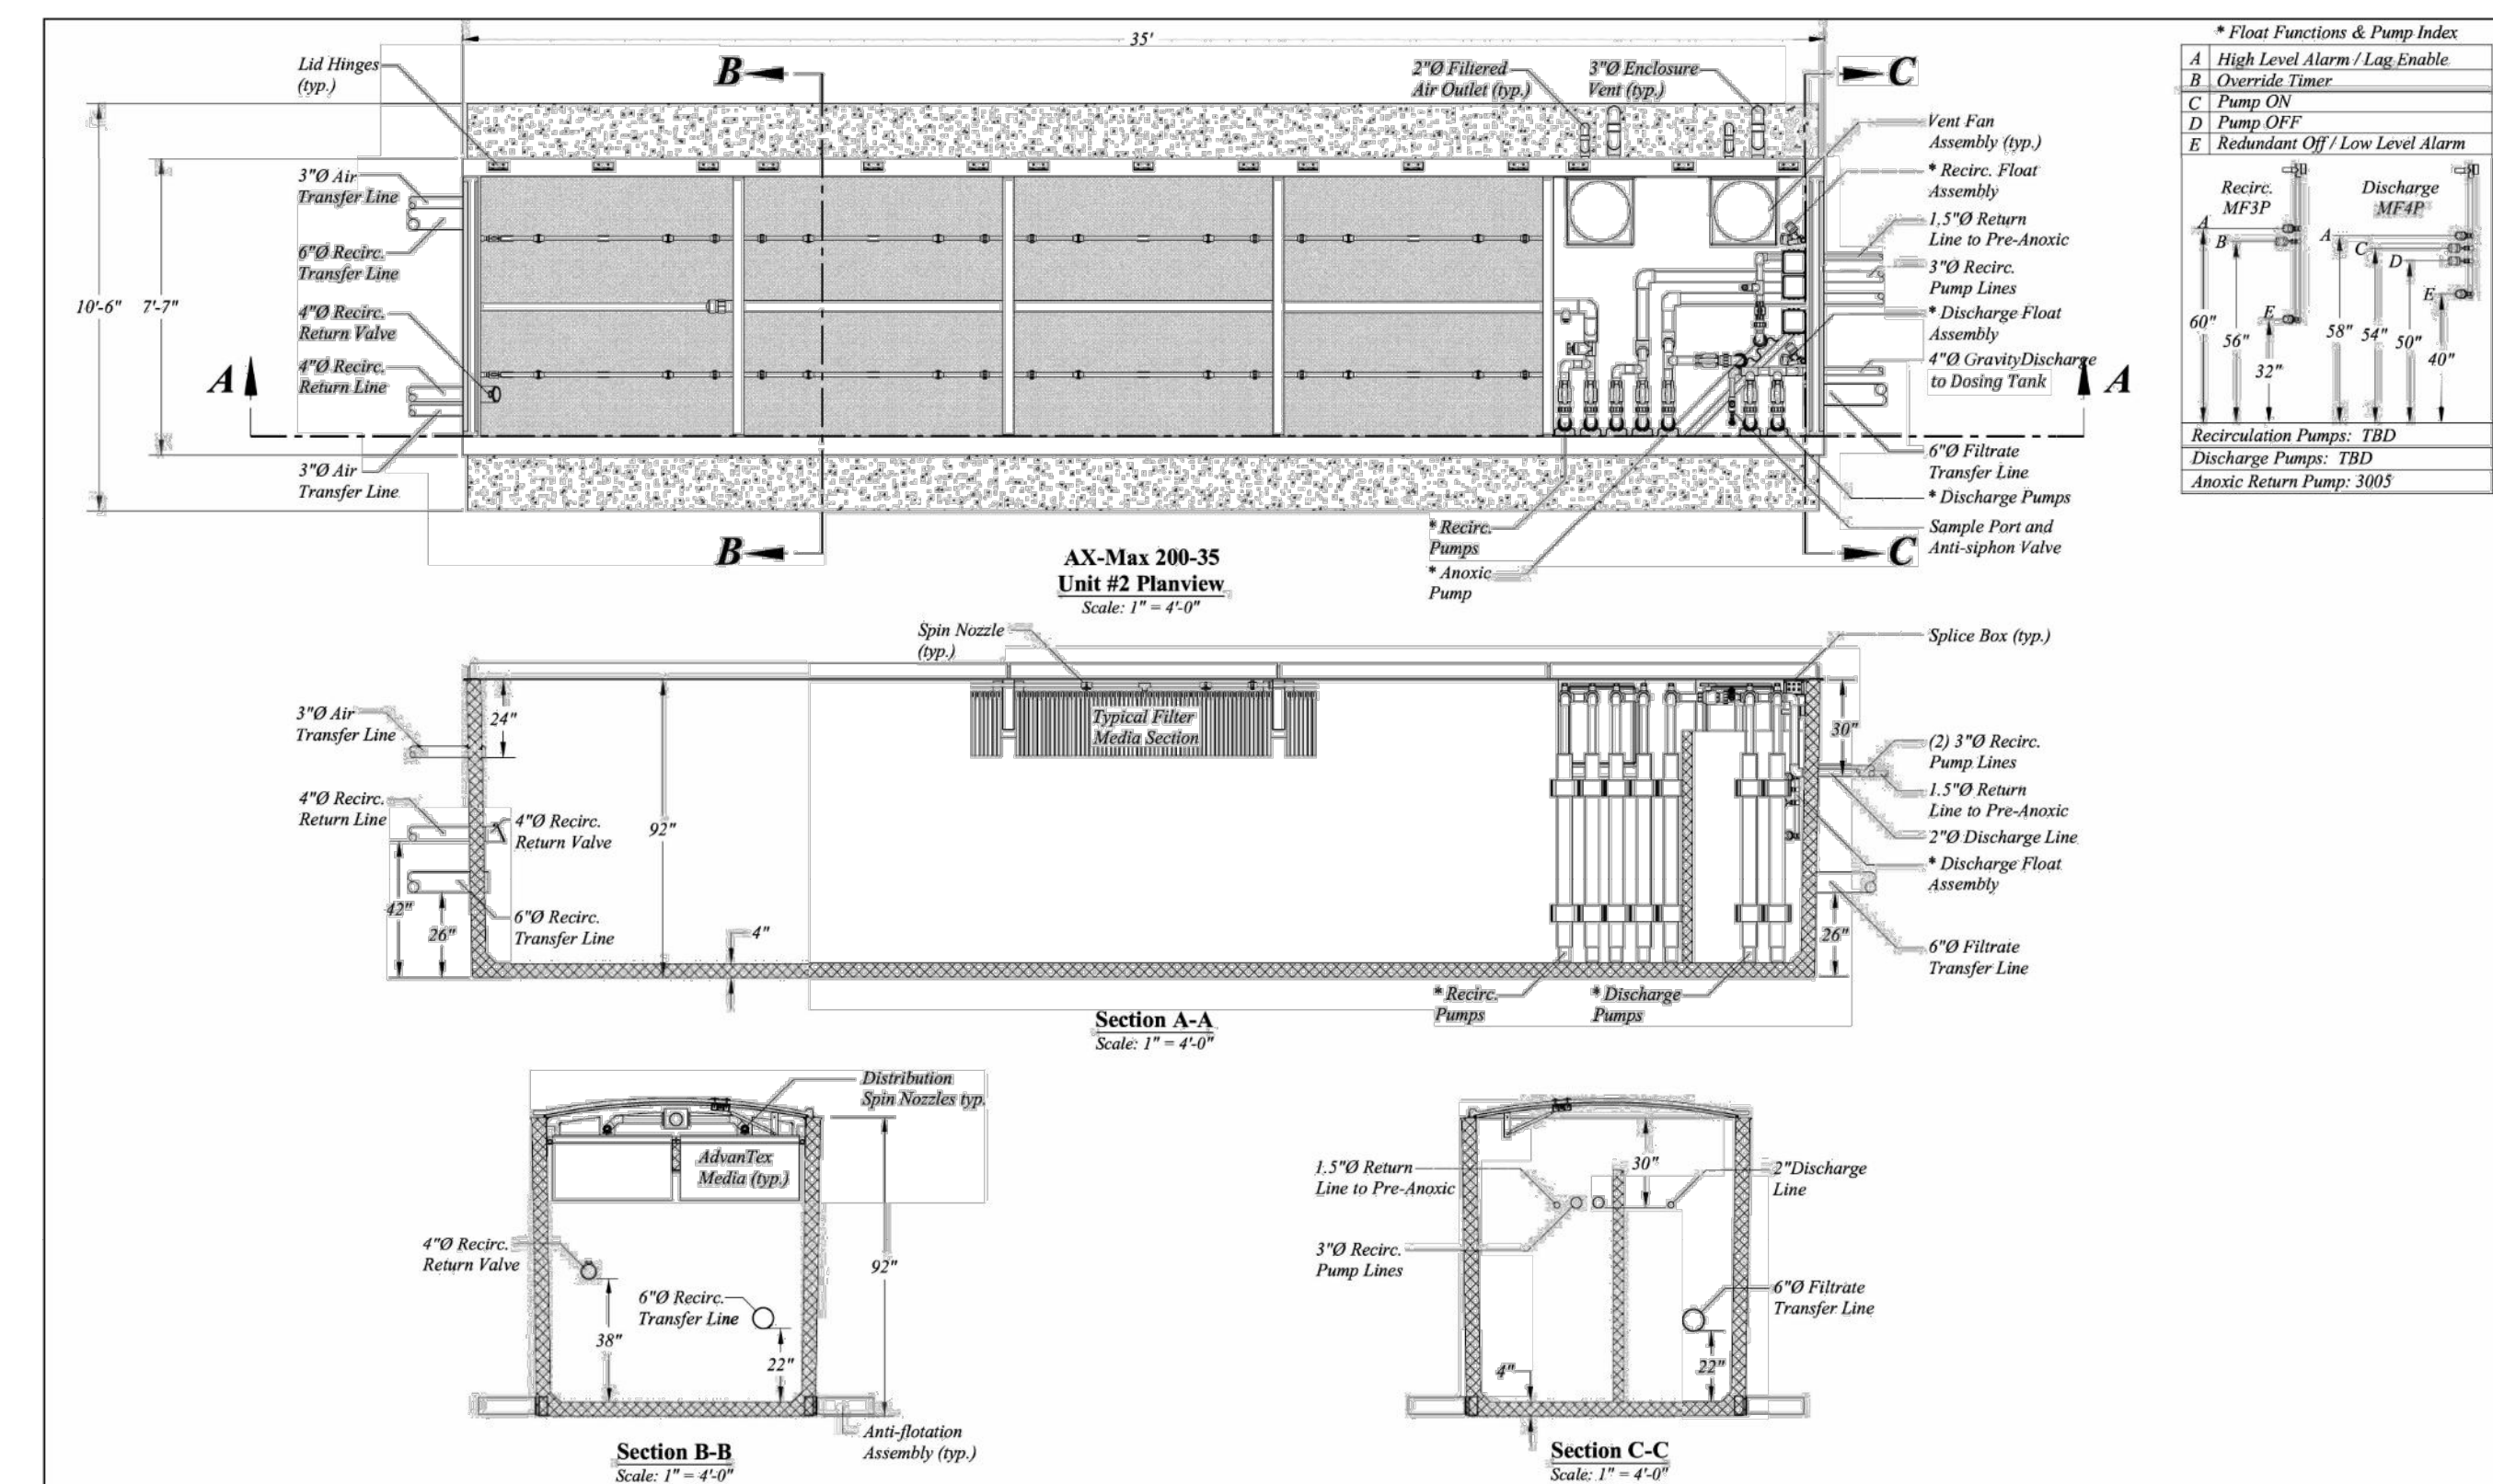 35'
Lid Hinges
(typ.)
B
2"Ø Filtered
Air Outlet (typ.)
3"Ø Enclosure
Vent (typ.)
C
Vent Fan
Assembly (typ.)
3"Ø Air
Transfer Line
* Recirc. Float
Assembly
1.5"Ø Return
Line to Pre-Anoxic
6"Ø Recirc.
Transfer Line
3"Ø Recirc.
Pump Lines
10'-6"
7'-7"
4"Ø Recirc.
Return Valve
* Discharge Float
Assembly
4"Ø Recirc.
Return Line
4"Ø GravityDischarge
to Dosing Tank
A
A
3"Ø Air
Transfer Line
6"Ø Filtrate
Transfer Line
* Discharge Pumps
* Recirc.
Pumps
Sample Port and
Anti-siphon Valve
* Anoxic
Pump
B
C
AX-Max 200-35
Unit #2 Planview
Scale: 1" = 4'-0"
* Float Functions & Pump Index
A High Level Alarm / Lag Enable
B Override Timer
C Pump ON
D Pump OFF
E Redundant Off / Low Level Alarm
Recirc.
MF3P
Discharge
MF4P
A
B
E
A
C
D
E
60"
56"
32"
58"
54"
50"
40"
Recirculation Pumps: TBD
Discharge Pumps: TBD
Anoxic Return Pump: 3005
Spin Nozzle
(typ.)
Splice Box (typ.)
3"Ø Air
Transfer Line
24"
Typical Filter
Media Section
30"
(2) 3"Ø Recirc.
Pump Lines
1.5"Ø Return
Line to Pre-Anoxic
4"Ø Recirc.
Return Line
4"Ø Recirc.
Return Valve
92"
2"Ø Discharge Line
* Discharge Float
Assembly
42"
26"
6"Ø Recirc.
Transfer Line
4"
26"
6"Ø Filtrate
Transfer Line
* Recirc.
Pumps
* Discharge
Pumps
Section A-A
Scale: 1" = 4'-0"
Distribution
Spin Nozzles typ.
AdvanTex
Media (typ.)
4"Ø Recirc.
Return Valve
6"Ø Recirc.
Transfer Line
38"
22"
92"
Anti-flotation
Assembly (typ.)
Section B-B
Scale: 1" = 4'-0"
1.5"Ø Return
Line to Pre-Anoxic
30"
2"Discharge
Line
3"Ø Recirc.
Pump Lines
6"Ø Filtrate
Transfer Line
4"
22"
Section C-C
Scale: 1" = 4'-0"